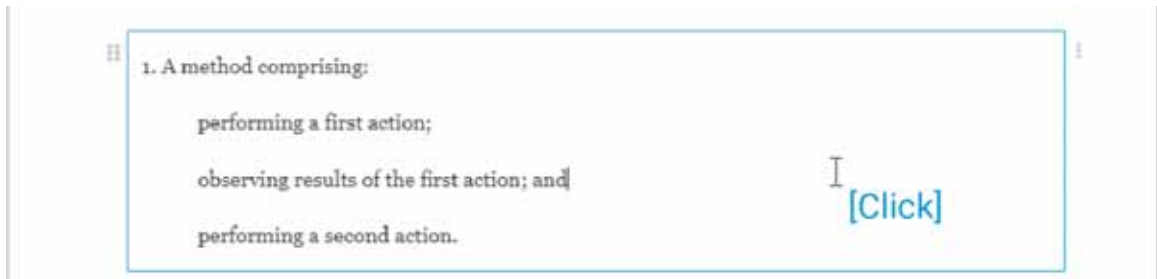 1. A method comprising:
performing a first action;
observing results of the first action; and
[Click]
performing a second action.